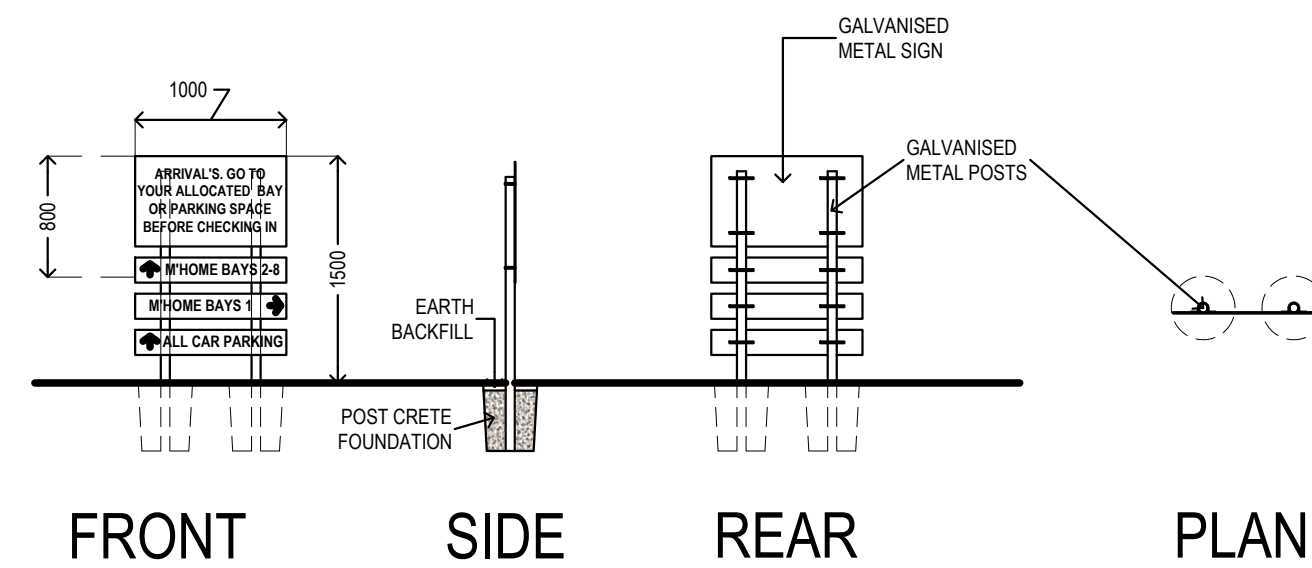 GALVANISED
METAL SIGN
1000
800
1500
ARRIVAL'S. GO TO
YOUR ALLOCATED BAY
OR PARKING SPACE
BEFORE CHECKING IN
M'HOME BAYS 2-8
M'HOME BAYS 1
ALL CAR PARKING
EARTH
BACKFILL
POST CRETE
FOUNDATION
GALVANISED
METAL POSTS
FRONT
SIDE
REAR
PLAN